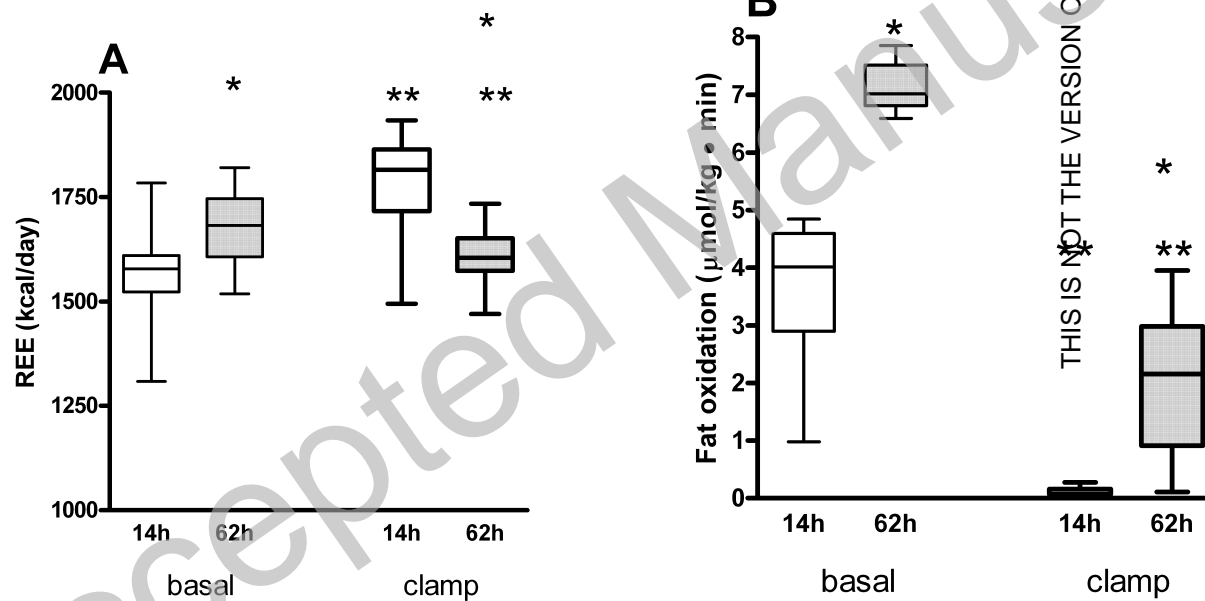 A
REE (kcal/day)
2000
1750
1500
1250
1000
*
**
*
**
14h 62h 14h 62h
basal clamp
B
Fat oxidation (µmol/kg • min)
8
7
6
5
4
3
2
1
0
*
**
*
**
14h 62h 14h 62h
basal clamp
THIS IS NOT THE VERSION
cepted Manus